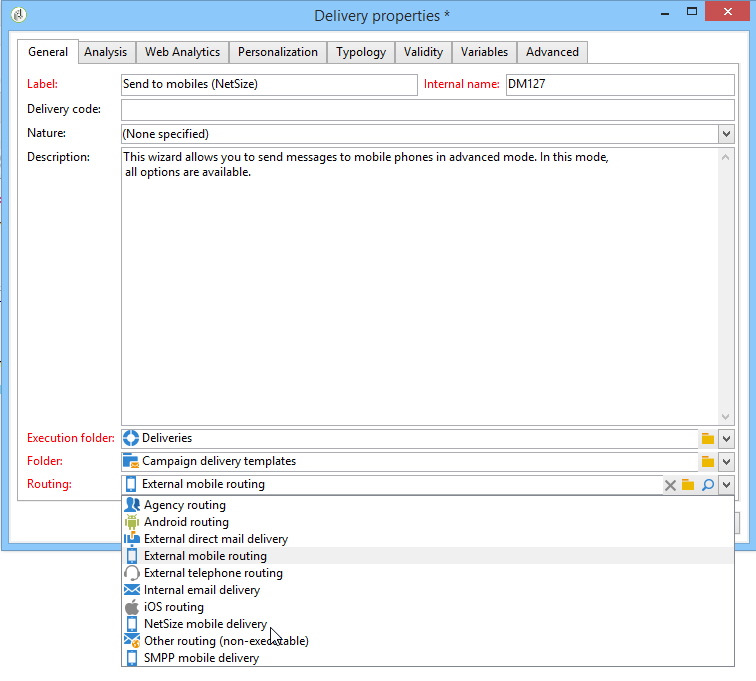 Delivery properties *
General Analysis Web Analytics Personalization Typology Validity Variables Advanced
Label: Send to mobiles (NetSize) Internal name: DM127
Delivery code:
Nature: (None specified)
Description: This wizard allows you to send messages to mobile phones in advanced mode. In this mode,
all options are available.
Execution folder: Deliveries
Folder: Campaign delivery templates
Routing: External mobile routing
Agency routing
Android routing
External direct mail delivery
External mobile routing
External telephone routing
Internal email delivery
iOS routing
NetSize mobile delivery
Other routing (non-executable)
SMPP mobile delivery